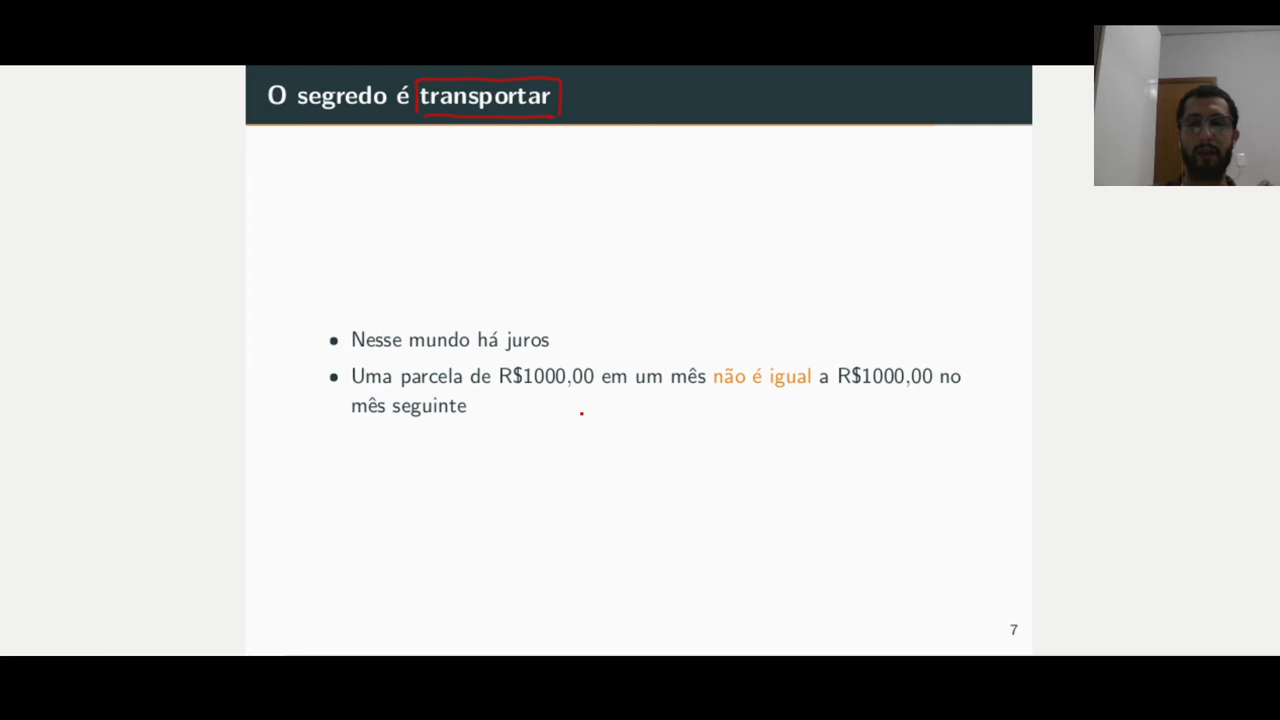 O segredo é transportar
• Nesse mundo há juros
• Uma parcela de R$1000,00 em um mês não é igual a R$1000,00 no
mês seguinte
7